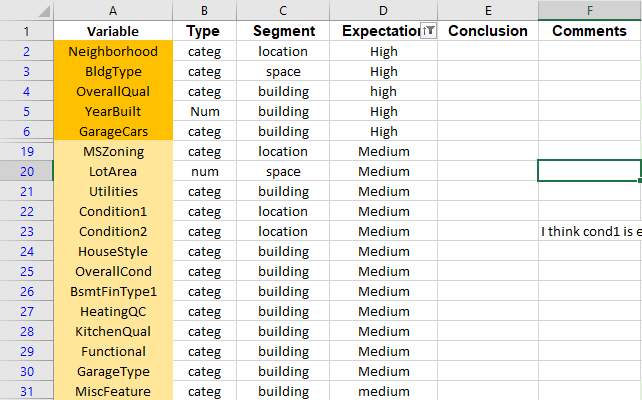 A B C D E F
1 Variable Type Segment Expectation Conclusion Comments
2 Neighborhood categ location High
3 BldgType categ space High
4 OverallQual categ building high
5 YearBuilt Num building High
6 GarageCars categ building High
19 MSZoning categ location Medium
20 LotArea num space Medium
21 Utilities categ building Medium
22 Condition1 categ location Medium
23 Condition2 categ location Medium I think cond1 is e
24 HouseStyle categ building Medium
25 OverallCond categ building Medium
26 BsmtFinType1 categ building Medium
27 HeatingQC categ building Medium
28 KitchenQual categ building Medium
29 Functional categ building Medium
30 GarageType categ building Medium
31 MiscFeature categ building medium